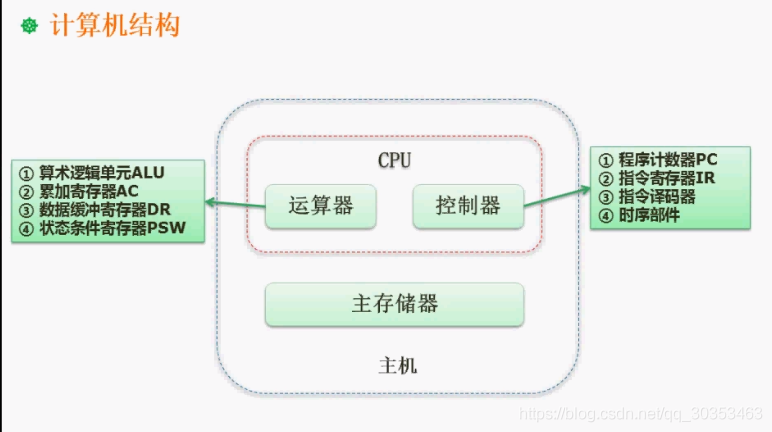 计算机结构
CPU
运算器
控制器
主存储器
主机
① 算术逻辑单元ALU
② 累加寄存器AC
③ 数据缓冲寄存器DR
④ 状态条件寄存器PSW
① 程序计数器PC
② 指令寄存器IR
③ 指令译码器
④ 时序部件
https://blog.csdn.net/qq_30353463